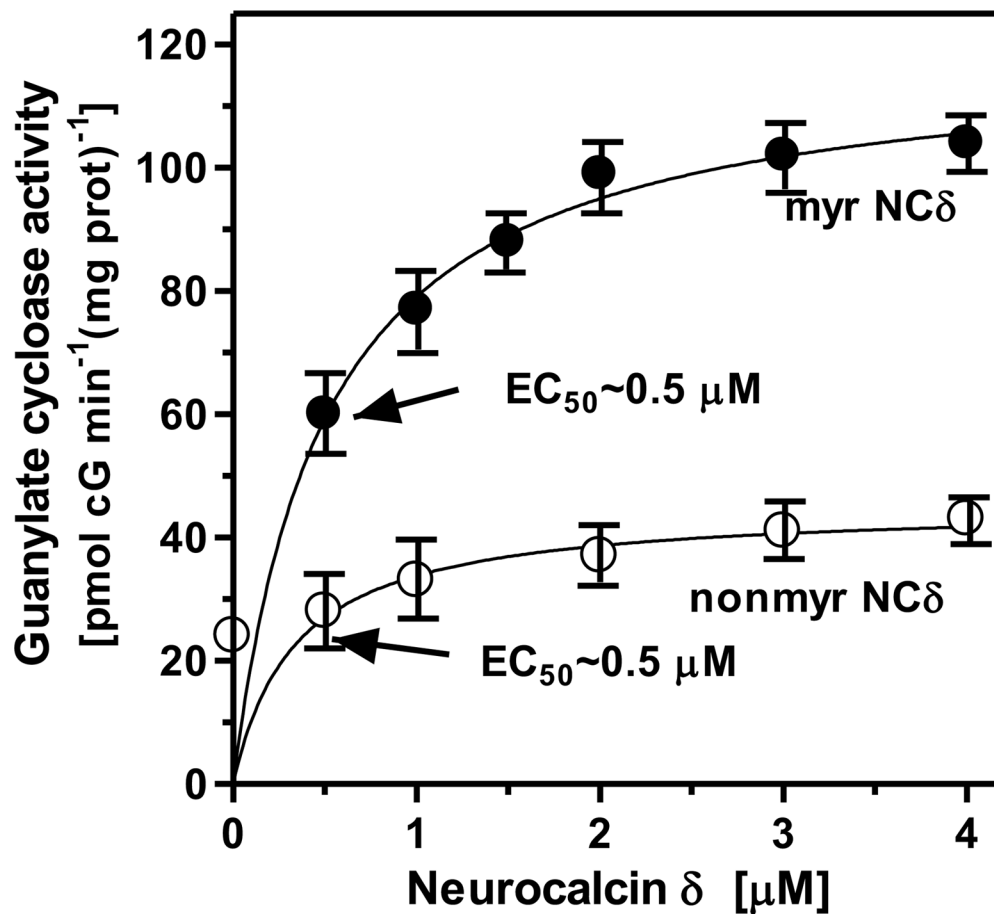 Guanylate cycloase activity
[pmol cG min⁻¹(mg prot)⁻¹]
120
100
80
60
40
20
0
myr NCδ
EC₅₀~0.5 μM
nonmyr NCδ
EC₅₀~0.5 μM
0 1 2 3 4
Neurocalcin δ [μM]